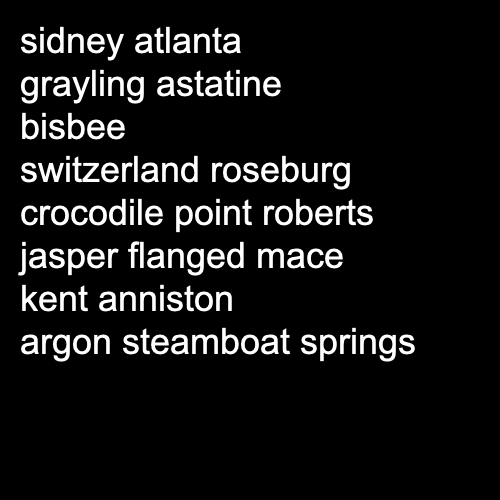 sidney atlanta
grayling astatine
bisbee
switzerland roseburg
crocodile point roberts
jasper flanged mace
kent anniston
argon steamboat springs